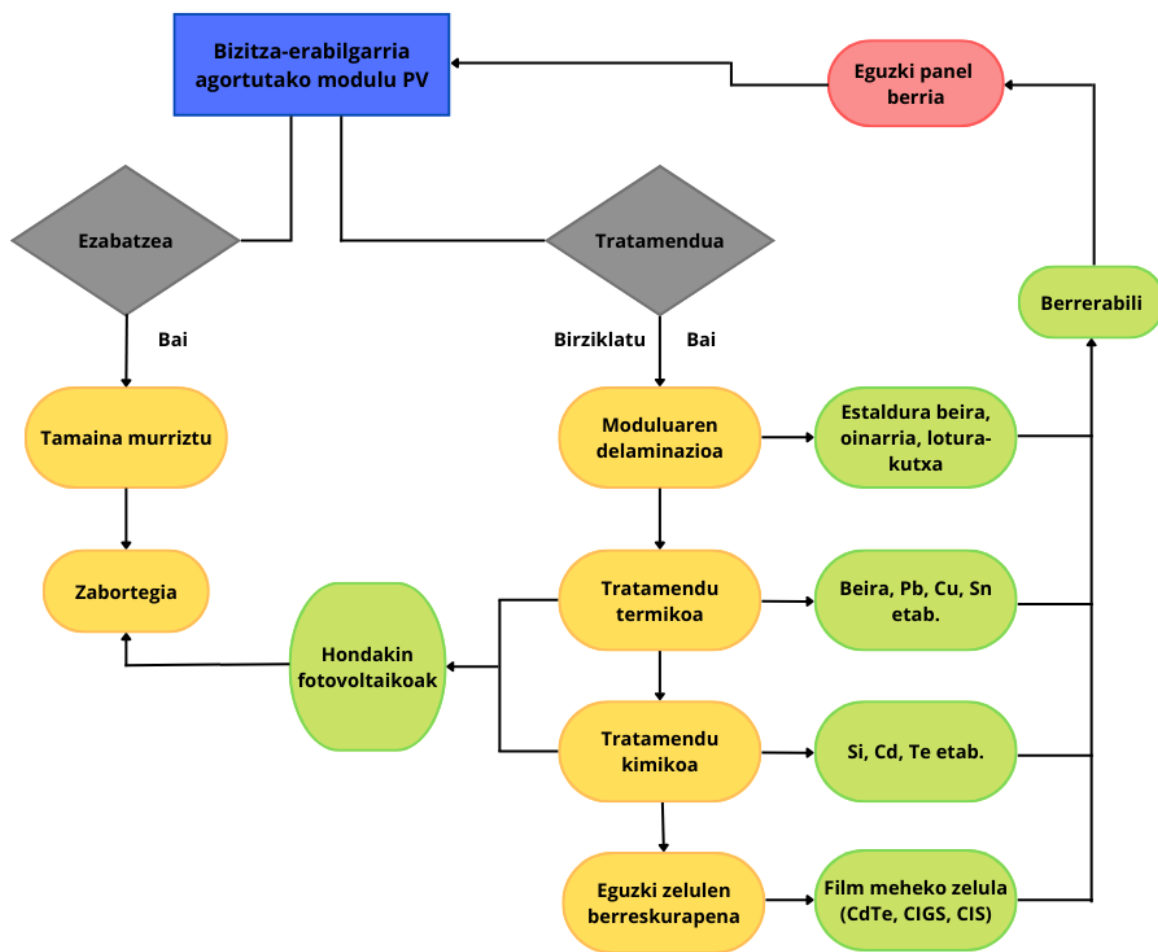 Bizitza-erabilgarria
agortutako modulu PV
Eguzki panel
berria
Ezabatzea
Tratamendua
Berrerabili
Bai
Birziklatu
Bai
Tamaina murriztu
Moduluaren
delaminazioa
Estaldura beira,
oinarria, lotura-
kutxa
Zabortegia
Tratamendu
termikoa
Beira, Pb, Cu, Sn
etab.
Hondakin
fotovoltaikoak
Tratamendu
kimikoa
Si, Cd, Te etab.
Eguzki zelulen
berreskurapena
Film meheko zelula
(CdTe, CIGS, CIS)